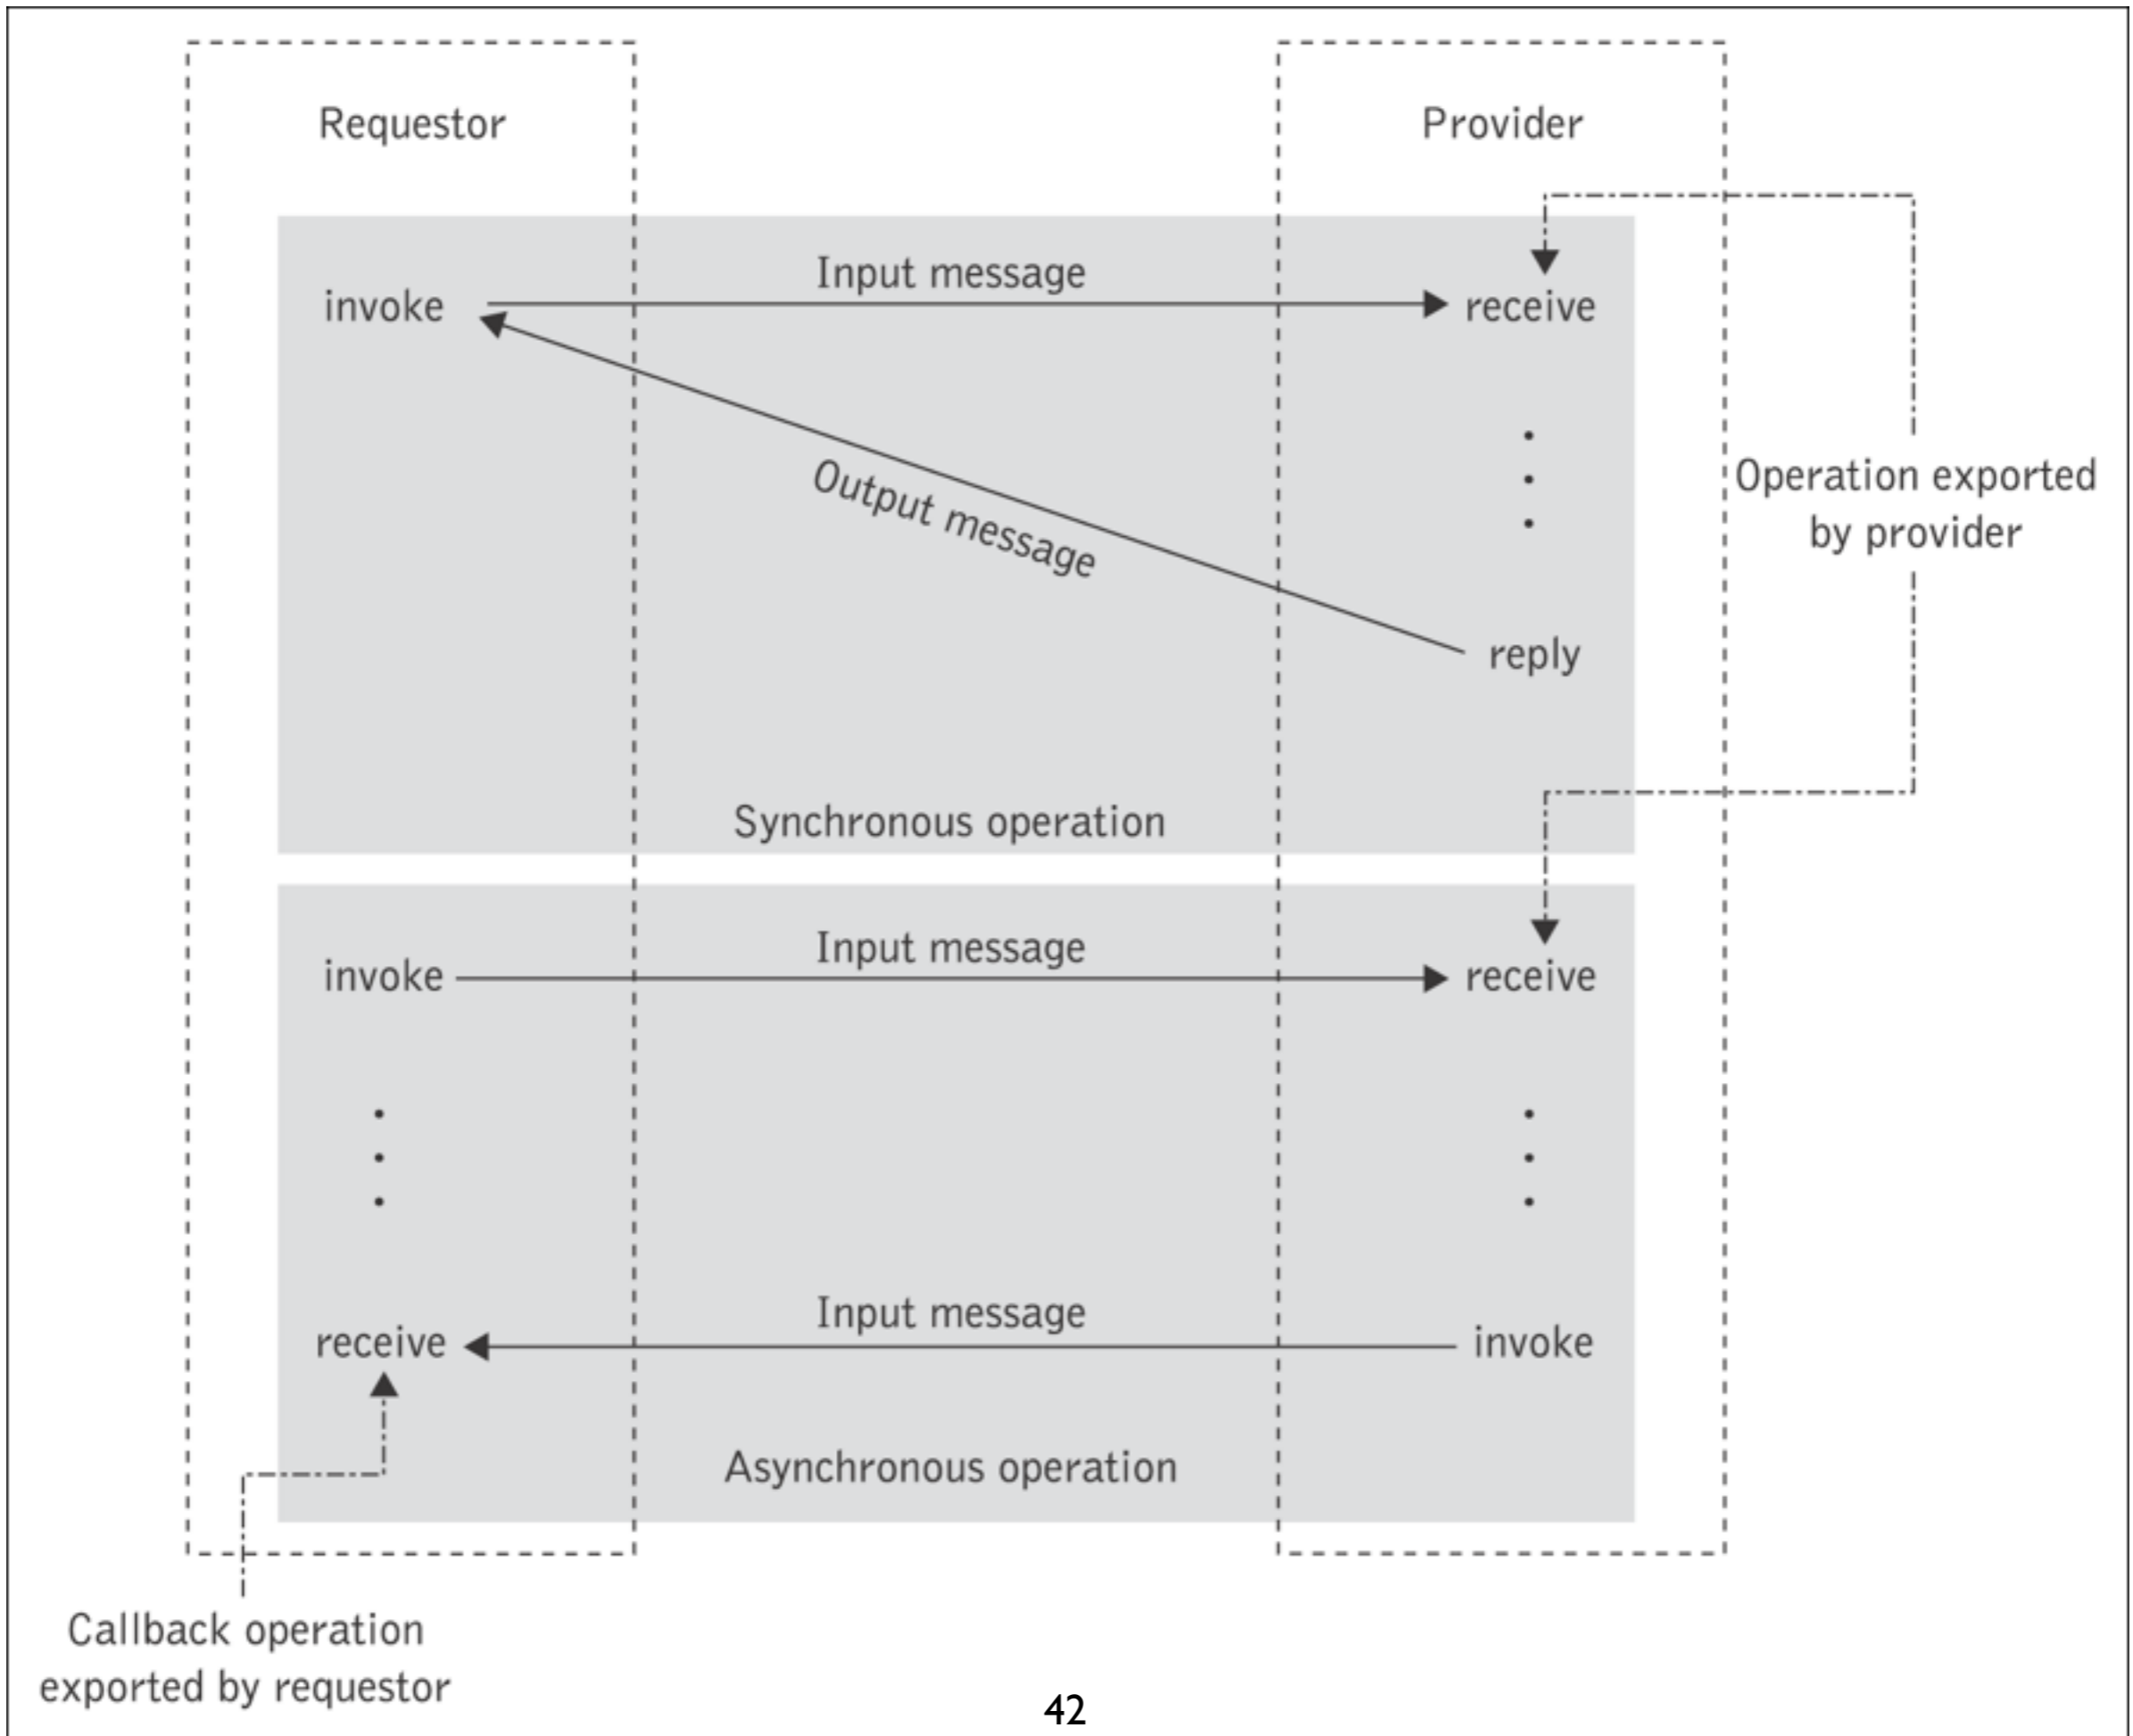 Requestor
Provider
Input message
invoke
receive
Output message
Operation exported
by provider
reply
Synchronous operation
Input message
invoke
receive
Input message
receive
invoke
Asynchronous operation
Callback operation
exported by requestor
42